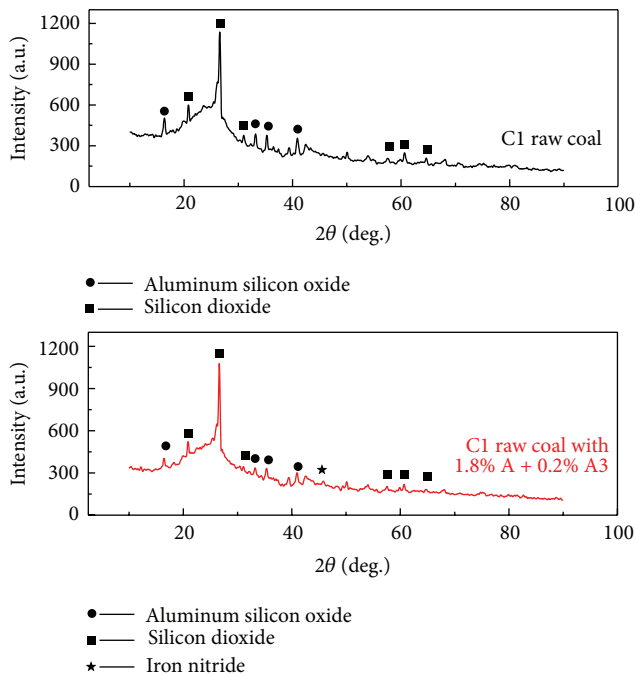 1200
900
600
300
0
Intensity (a.u.)
C1 raw coal
20 40 60 80 100
2θ (deg.)
Aluminum silicon oxide
Silicon dioxide
1200
900
600
300
0
Intensity (a.u.)
C1 raw coal with
1.8% A + 0.2% A3
0 20 40 60 80 100
2θ (deg.)
Aluminum silicon oxide
Silicon dioxide
Iron nitride